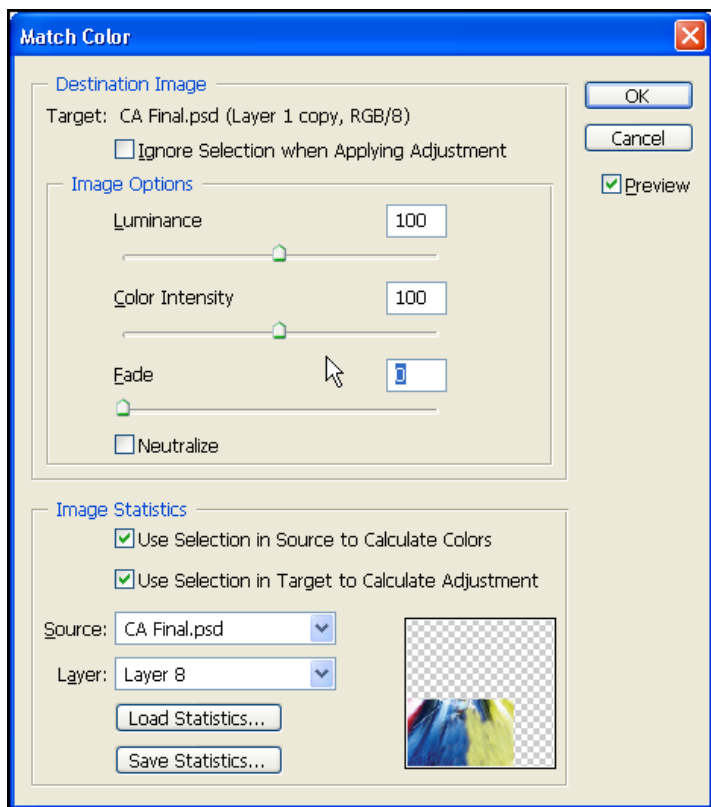 Match Color
Destination Image
Target: CA Final.psd (Layer 1 copy, RGB/8)
Ignore Selection when Applying Adjustment
Image Options
Luminance 100
Color Intensity 100
Fade 0
Neutralize
OK
Cancel
Preview
Image Statistics
Use Selection in Source to Calculate Colors
Use Selection in Target to Calculate Adjustment
Source: CA Final.psd
Layer: Layer 8
Load Statistics...
Save Statistics...